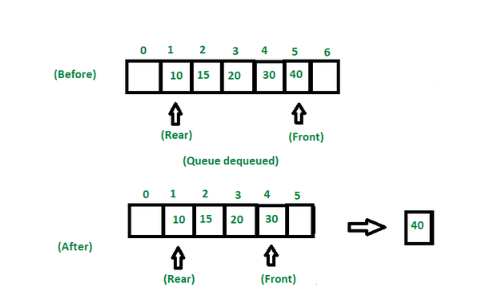 0 1 2 3 4 5 6
(Before) 10 15 20 30 40
(Rear) (Front)
(Queue dequeued)
0 1 2 3 4 5
10 15 20 30 40
(After)
(Rear) (Front)